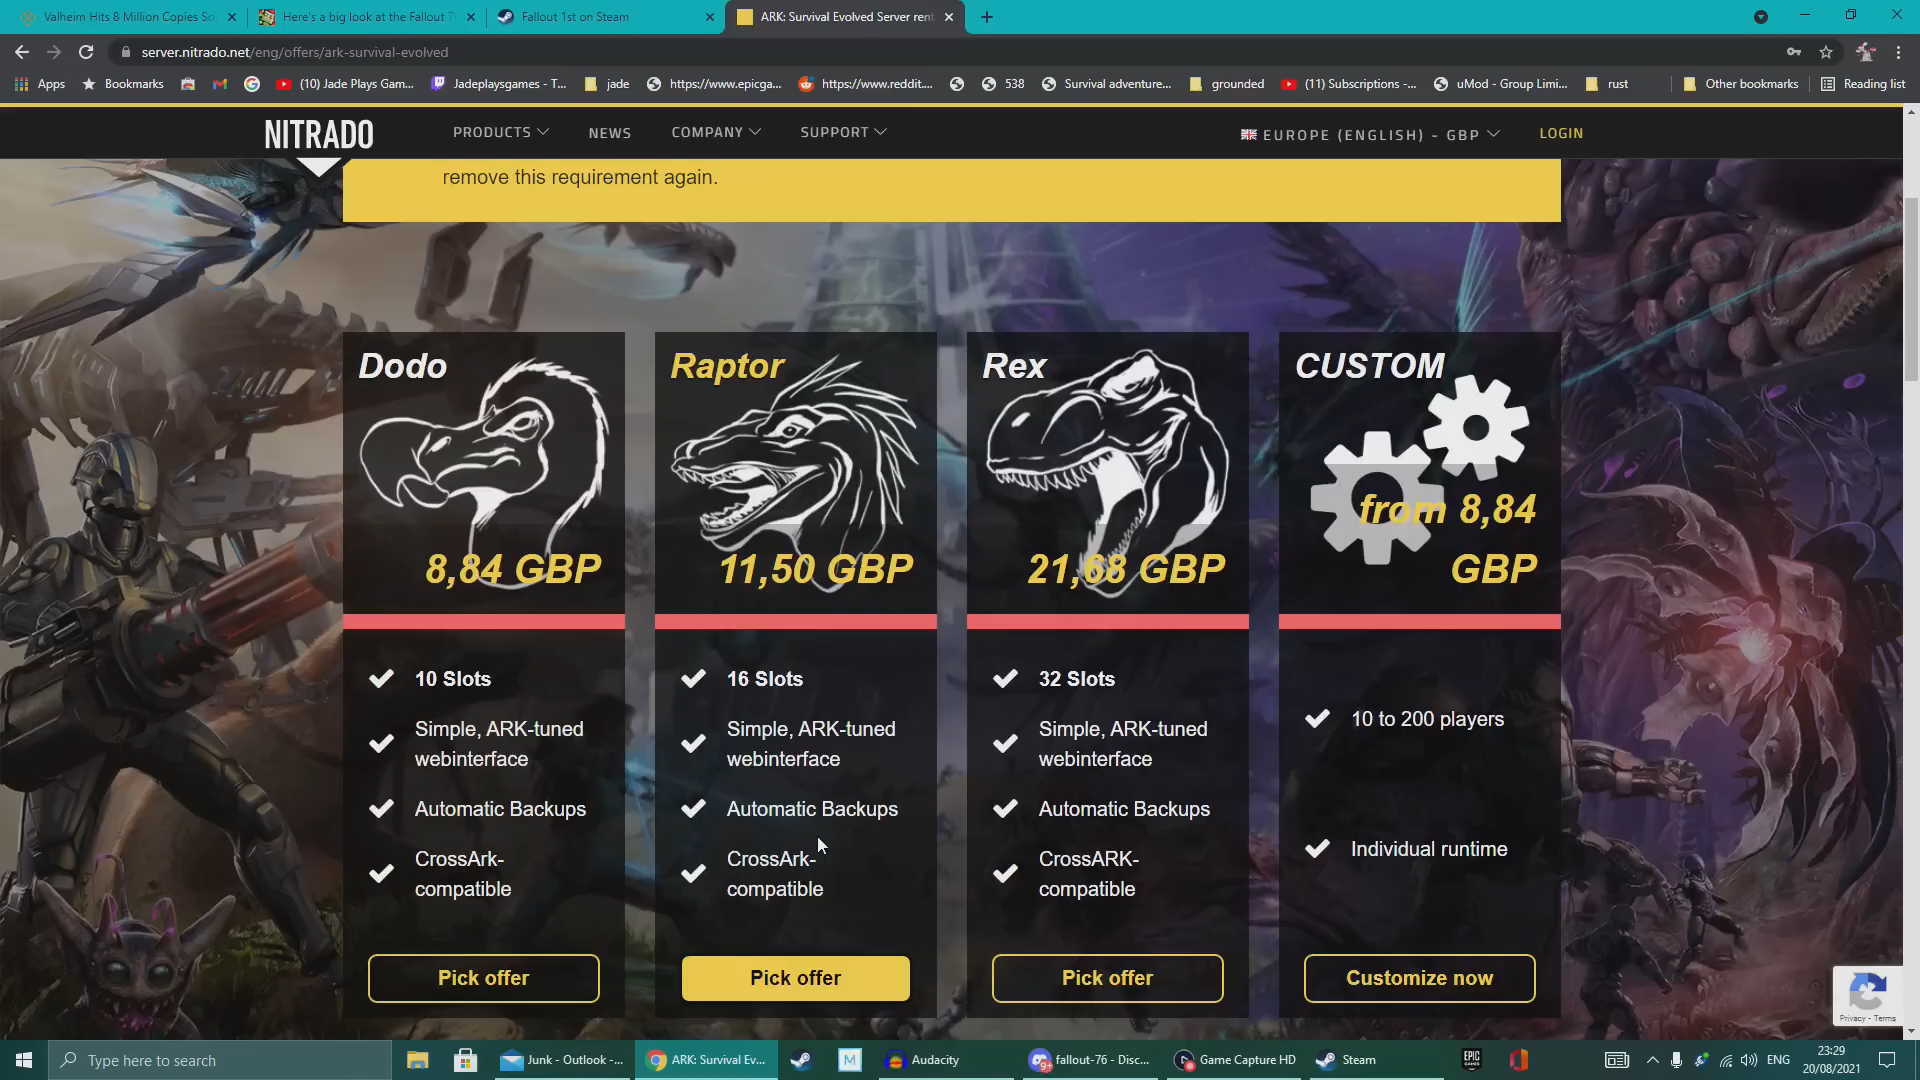 Valheim Hits 8 Million Copies So
Here's a big look at the Fallout 7
Fallout 1st on Steam
ARK: Survival Evolved Server rent
server.nitrado.net/eng/offers/ark-survival-evolved
Apps
Bookmarks
(10) Jade Plays Gam...
Jadeplaysgames - T...
jade
https://www.epicga...
https://www.reddit....
538
Survival adventure...
grounded
(11) Subscriptions -...
uMod - Group Limi...
rust
Other bookmarks
Reading list
NITRADO
PRODUCTS
NEWS
COMPANY
SUPPORT
EUROPE (ENGLISH) - GBP
LOGIN
remove this requirement again.
Dodo
8,84 GBP
10 Slots
Simple, ARK-tuned
webinterface
Automatic Backups
CrossArk-
compatible
Pick offer
Raptor
11,50 GBP
16 Slots
Simple, ARK-tuned
webinterface
Automatic Backups
CrossArk-
compatible
Pick offer
Rex
21,68 GBP
32 Slots
Simple, ARK-tuned
webinterface
Automatic Backups
CrossARK-
compatible
Pick offer
CUSTOM
from 8,84
GBP
10 to 200 players
Individual runtime
Customize now
Privacy - Terms
Type here to search
Junk - Outlook -...
ARK: Survival Ev...
M
Audacity
9+
fallout-76 - Disc...
Game Capture HD
Steam
EPIC
GAMES
ENG
23:29
20/08/2021